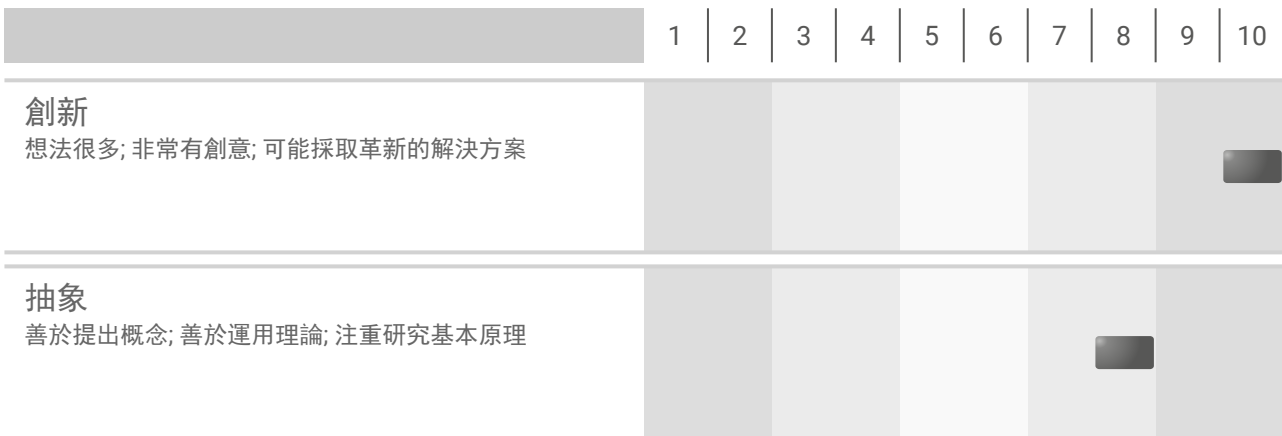 1 2 3 4 5 6 7 8 9 10
創新
想法很多; 非常有創意; 可能採取革新的解決方案
抽象
善於提出概念; 善於運用理論; 注重研究基本原理